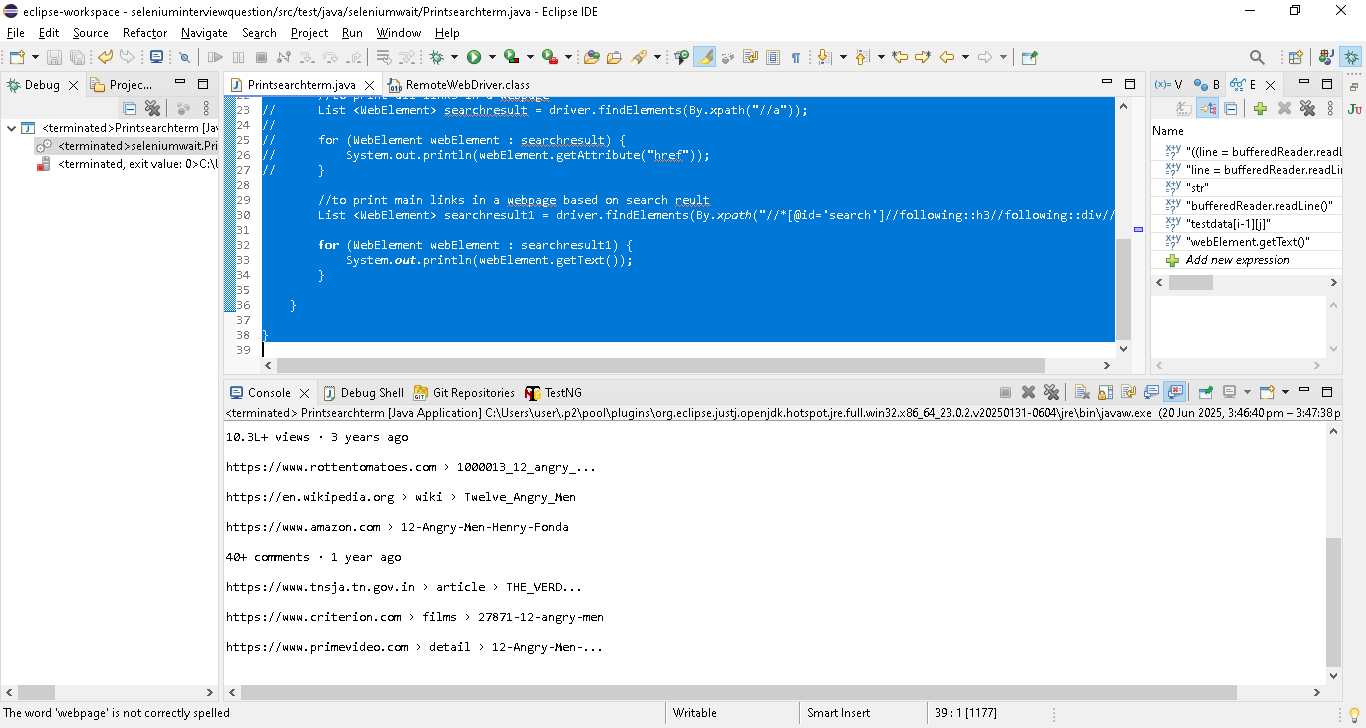 eclipse-workspace - seleniuminterviewquestion/src/test/java/seleniumwait/Printsearchterm.java - Eclipse IDE
File Edit Source Refactor Navigate Search Project Run Window Help
Debug Projec...
<terminated>Printsearchterm [Jav
<terminated>seleniumwait.Pri
<terminated, exit value: 0>C:\U
Printsearchterm.java RemoteWebDriver.class
22 //to print all links in a webpage
23 // List <WebElement> searchresult = driver.findElements(By.xpath("//a"));
24 //
25 // for (WebElement webElement : searchresult) {
26 // System.out.println(webElement.getAttribute("href"));
27 // }
28
29 //to print main links in a webpage based on search reult
30 List <WebElement> searchresult1 = driver.findElements(By.xpath("//*[@id='search']//following::h3//following::div//
31
32 for (WebElement webElement : searchresult1) {
33 System.out.println(webElement.getText());
34 }
35
36 }
37
38 }
39
V B E
Name
"((line = bufferedReader.readL
"line = bufferedReader.readLin
"str"
"bufferedReader.readLine()"
"testdata[i-1][j]"
"webElement.getText()"
Add new expression
Ju
Console Debug Shell Git Repositories TestNG
<terminated> Printsearchterm [Java Application] C:\Users\user\.p2\pool\plugins\org.eclipse.justj.openjdk.hotspot.jre.full.win32.x86_64_23.0.2.v20250131-0604\jre\bin\javaw.exe (20 Jun 2025, 3:46:40 pm – 3:47:38 p
10.3L+ views · 3 years ago
https://www.rottentomatoes.com › 1000013_12_angry_...
https://en.wikipedia.org › wiki › Twelve_Angry_Men
https://www.amazon.com › 12-Angry-Men-Henry-Fonda
40+ comments · 1 year ago
https://www.tnsja.tn.gov.in › article › THE_VERD...
https://www.criterion.com › films › 27871-12-angry-men
https://www.primevideo.com › detail › 12-Angry-Men-...
The word 'webpage' is not correctly spelled Writable Smart Insert 39 : 1 [1177]